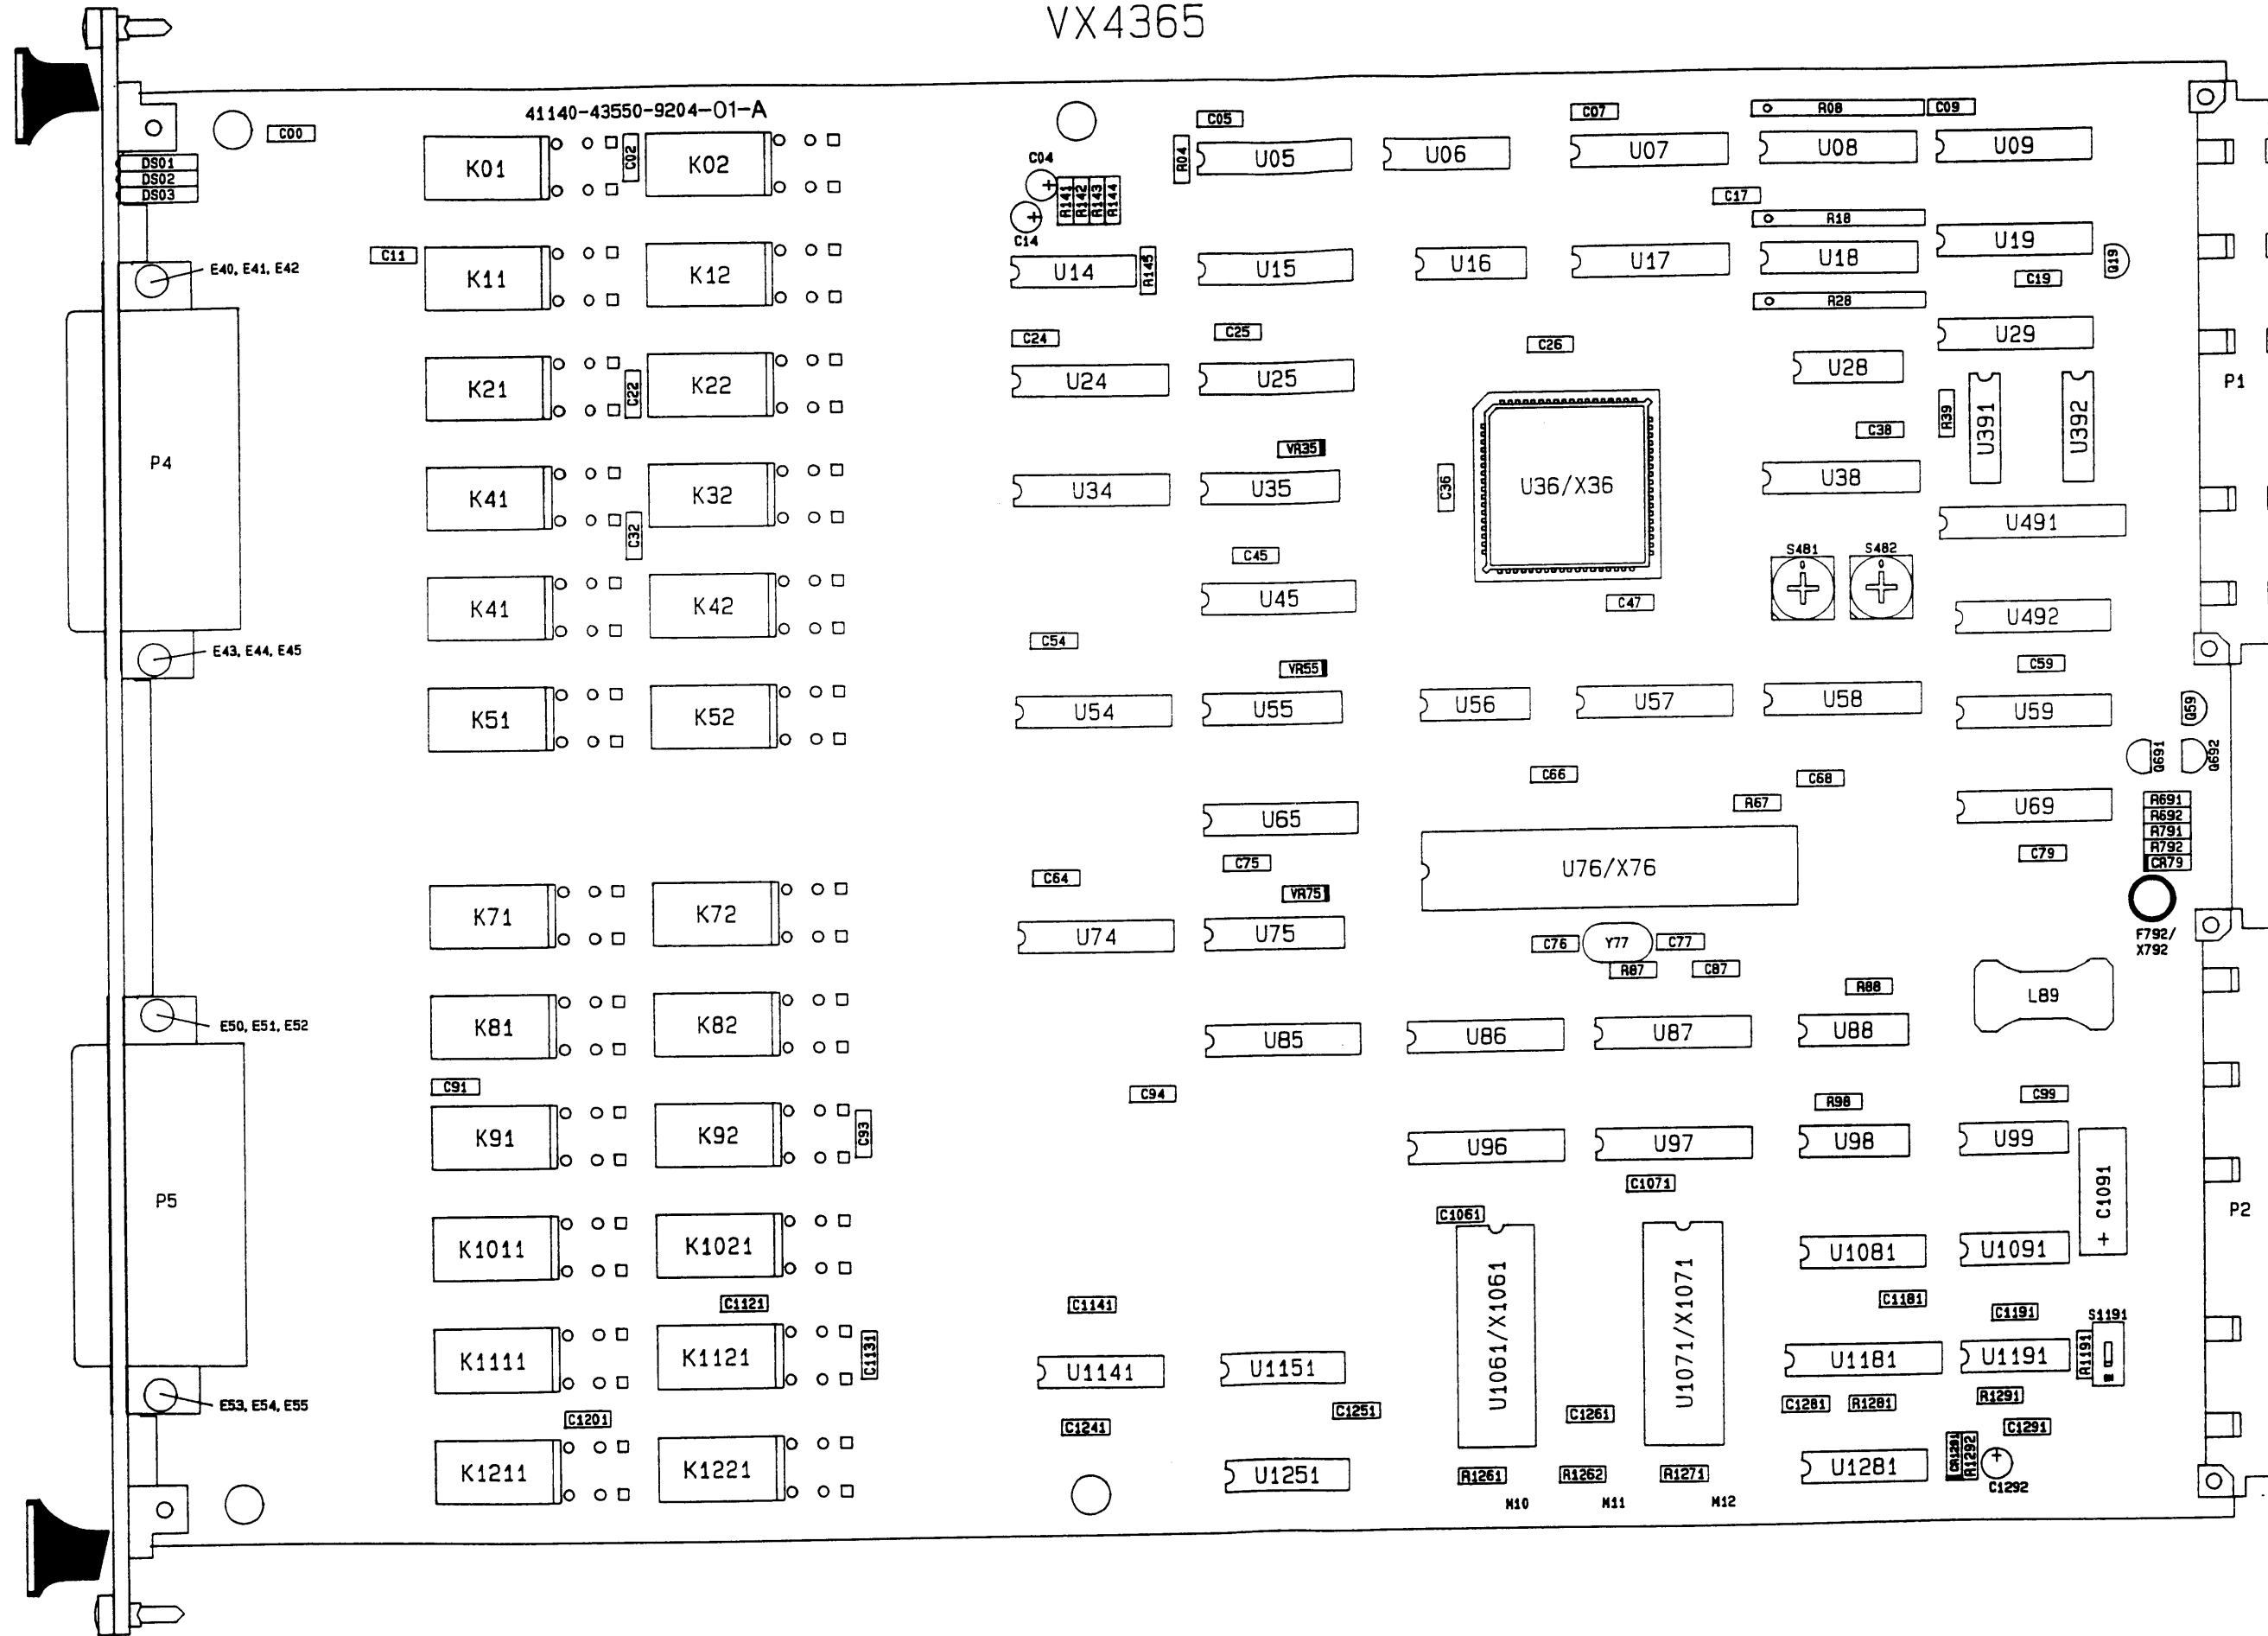 VX4365
41140-43550-9204-01-A
C00
DS01
DS02
DS03
K01
C02
K02
C04
C14
R141
R142
R143
R144
R04
C05
U05
U06
C07
U07
R08
C09
U08
U09
C17
R18
E40, E41, E42
C11
K11
K12
U14
R145
U15
U16
U17
U18
U19
Q19
C19
R28
C24
C25
C26
U29
P4
K21
C22
K22
U24
U25
U28
P1
R39
U391
U392
C38
VR35
K41
K32
C32
U34
U35
C36
U36/X36
U38
U491
C45
S481
S482
K41
K42
U45
C47
U492
E43, E44, E45
C54
VR55
C59
K51
K52
U54
U55
U56
U57
U58
U59
Q59
Q691
Q692
C66
C68
R67
U65
U69
R691
R692
R791
R792
CR79
C75
C79
C64
U76/X76
VR75
K71
K72
U74
U75
C76
Y77
C77
F792/
X792
R87
C87
R88
L89
E50, E51, E52
K81
K82
U85
U86
U87
U88
C91
C94
R98
C99
K91
K92
C93
U96
U97
U98
U99
C1071
C1091
+
P5
P2
C1061
K1011
K1021
U1061/X1061
U1071/X1071
U1081
U1091
C1121
C1141
C1181
C1191
S1191
K1111
K1121
C1131
U1141
U1151
U1181
U1191
R1191
E53, E54, E55
C1201
C1241
C1251
C1261
C1281
R1281
R1291
C1291
K1211
K1221
U1251
R1261
R1262
R1271
U1281
CR1291
R1292
C1292
M10
M11
M12